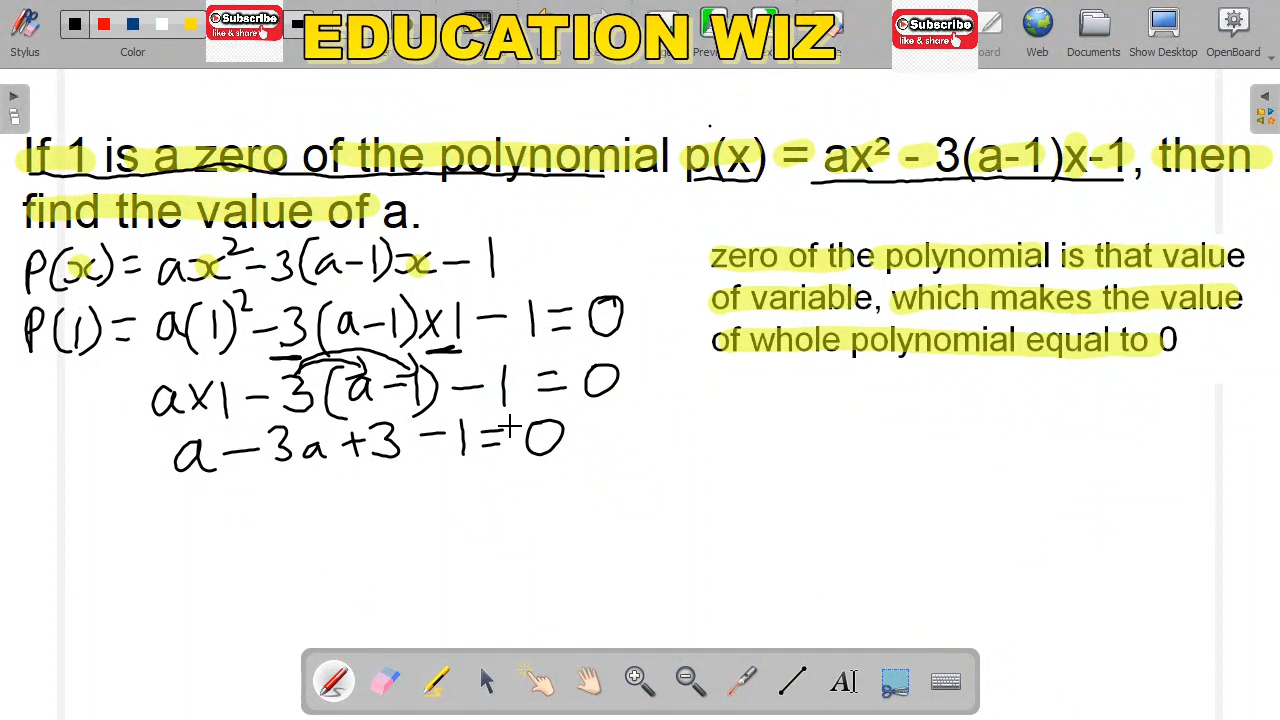 Subscribe
like & share
EDUCATION WIZ
Subscribe
like & share
Stylus
Color
Web
Documents
Show Desktop
OpenBoard
If 1 is a zero of the polynomial p(x) = ax² - 3(a-1)x-1, then
find the value of a.
P(x) = ax² - 3(a-1)x - 1
P(1) = a(1)² - 3(a-1)x1 - 1 = 0
ax1 - 3(a-1) - 1 = 0
a - 3a + 3 - 1 = 0
zero of the polynomial is that value
of variable, which makes the value
of whole polynomial equal to 0